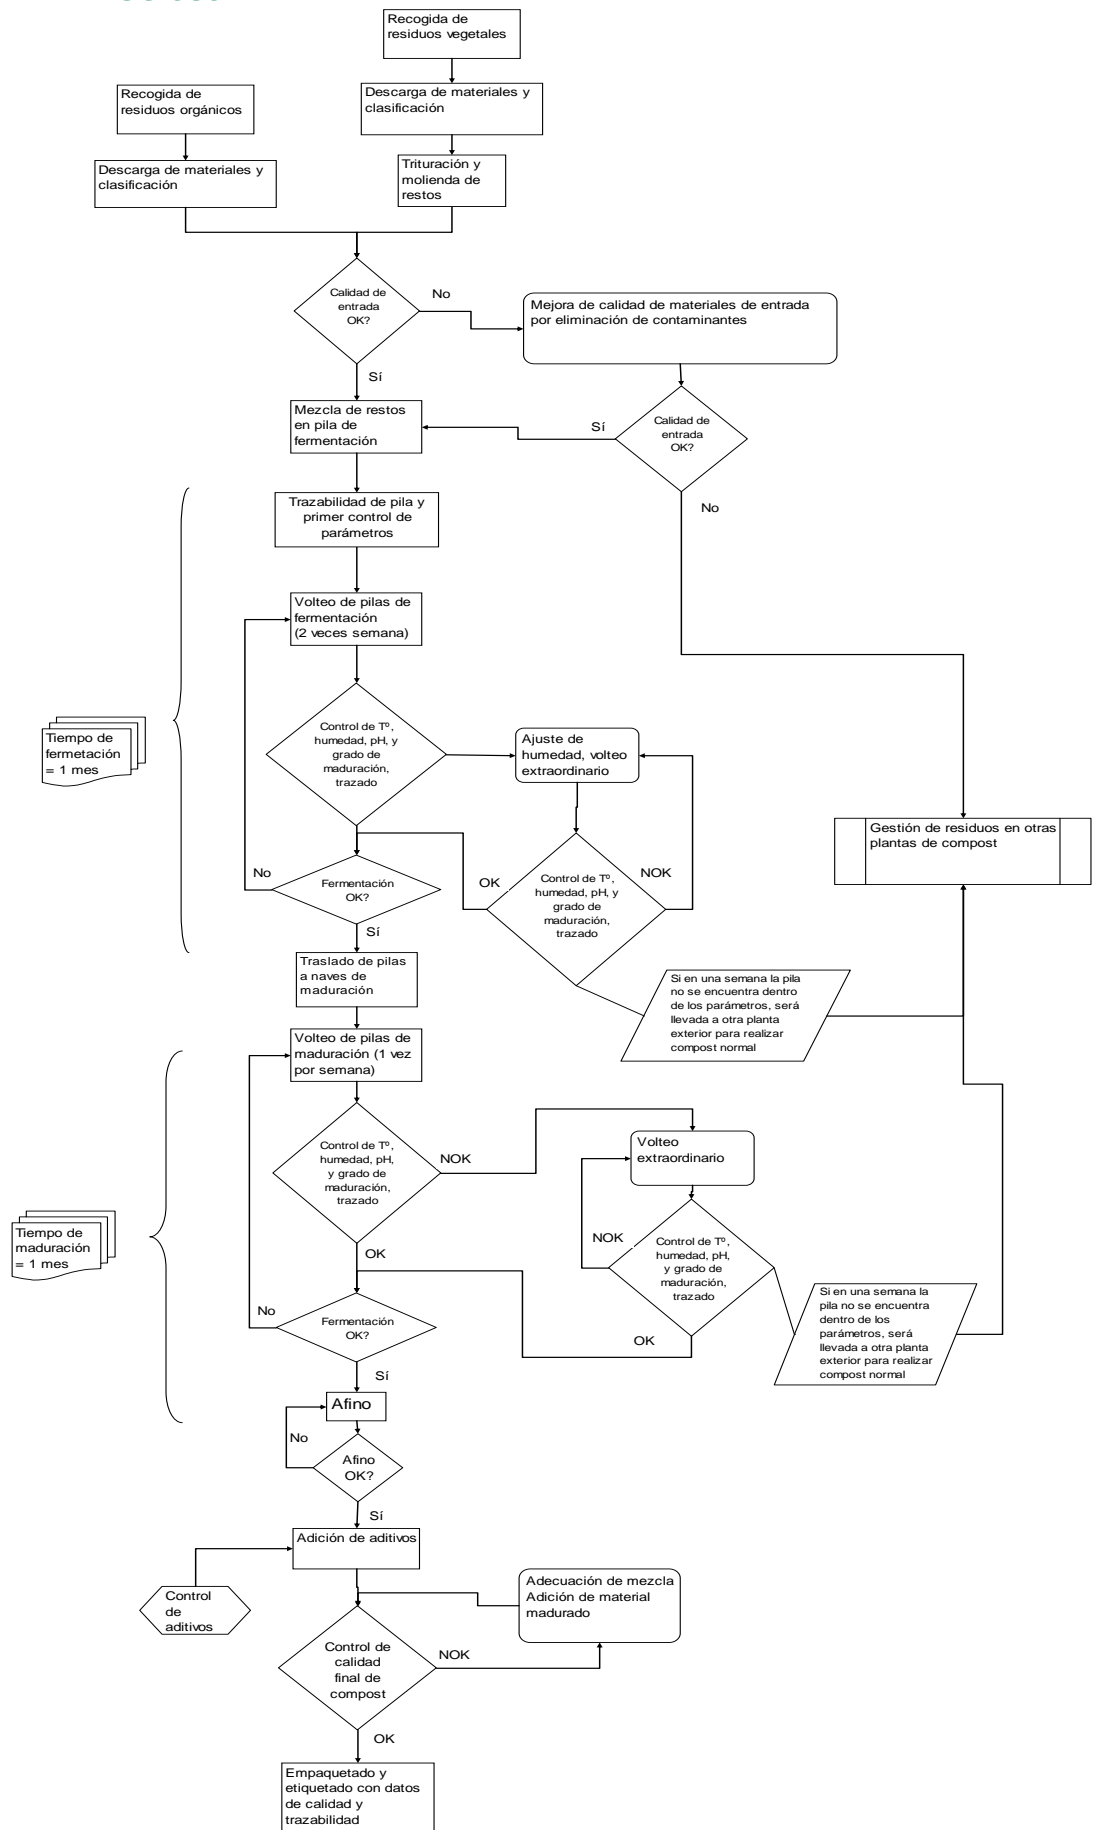 Recogida de
residuos vegetales
Recogida de
residuos orgánicos
Descarga de materiales y
clasificación
Descarga de materiales y
clasificación
Trituración y
molienda de
restos
Calidad de
entrada
OK?
No
Mejora de calidad de materiales de entrada
por eliminación de contaminantes
Sí
Mezcla de restos
en pila de
fermentación
Sí
Calidad de
entrada
OK?
No
Trazabilidad de pila y
primer control de
parámetros
Volteo de pilas de
fermentación
(2 veces semana)
Tiempo de
fermetación
= 1 mes
Control de Tº,
humedad, pH, y
grado de
maduración,
trazado
Ajuste de
humedad, volteo
extraordinario
Gestión de residuos en otras
plantas de compost
No
Fermentación
OK?
OK
Control de Tº,
humedad, pH, y
grado de
maduración,
trazado
NOK
Sí
Traslado de pilas
a naves de
maduración
Si en una semana la pila
no se encuentra dentro
de los parámetros, será
llevada a otra planta
exterior para realizar
compost normal
Volteo de pilas de
maduración (1 vez
por semana)
Control de Tº,
humedad, pH,
y grado de
maduración,
trazado
NOK
Volteo
extraordinario
Tiempo de
maduración
= 1 mes
OK
NOK
Control de Tº,
humedad, pH,
y grado de
maduración,
trazado
Si en una semana la
pila no se encuentra
dentro de los
parámetros, será
llevada a otra planta
exterior para realizar
compost normal
No
Fermentación
OK?
OK
Sí
Afino
No
Afino
OK?
Sí
Adición de aditivos
Control
de
aditivos
Adecuación de mezcla
Adición de material
madurado
Control de
calidad
final de
compost
NOK
OK
Empaquetado y
etiquetado con datos
de calidad y
trazabilidad